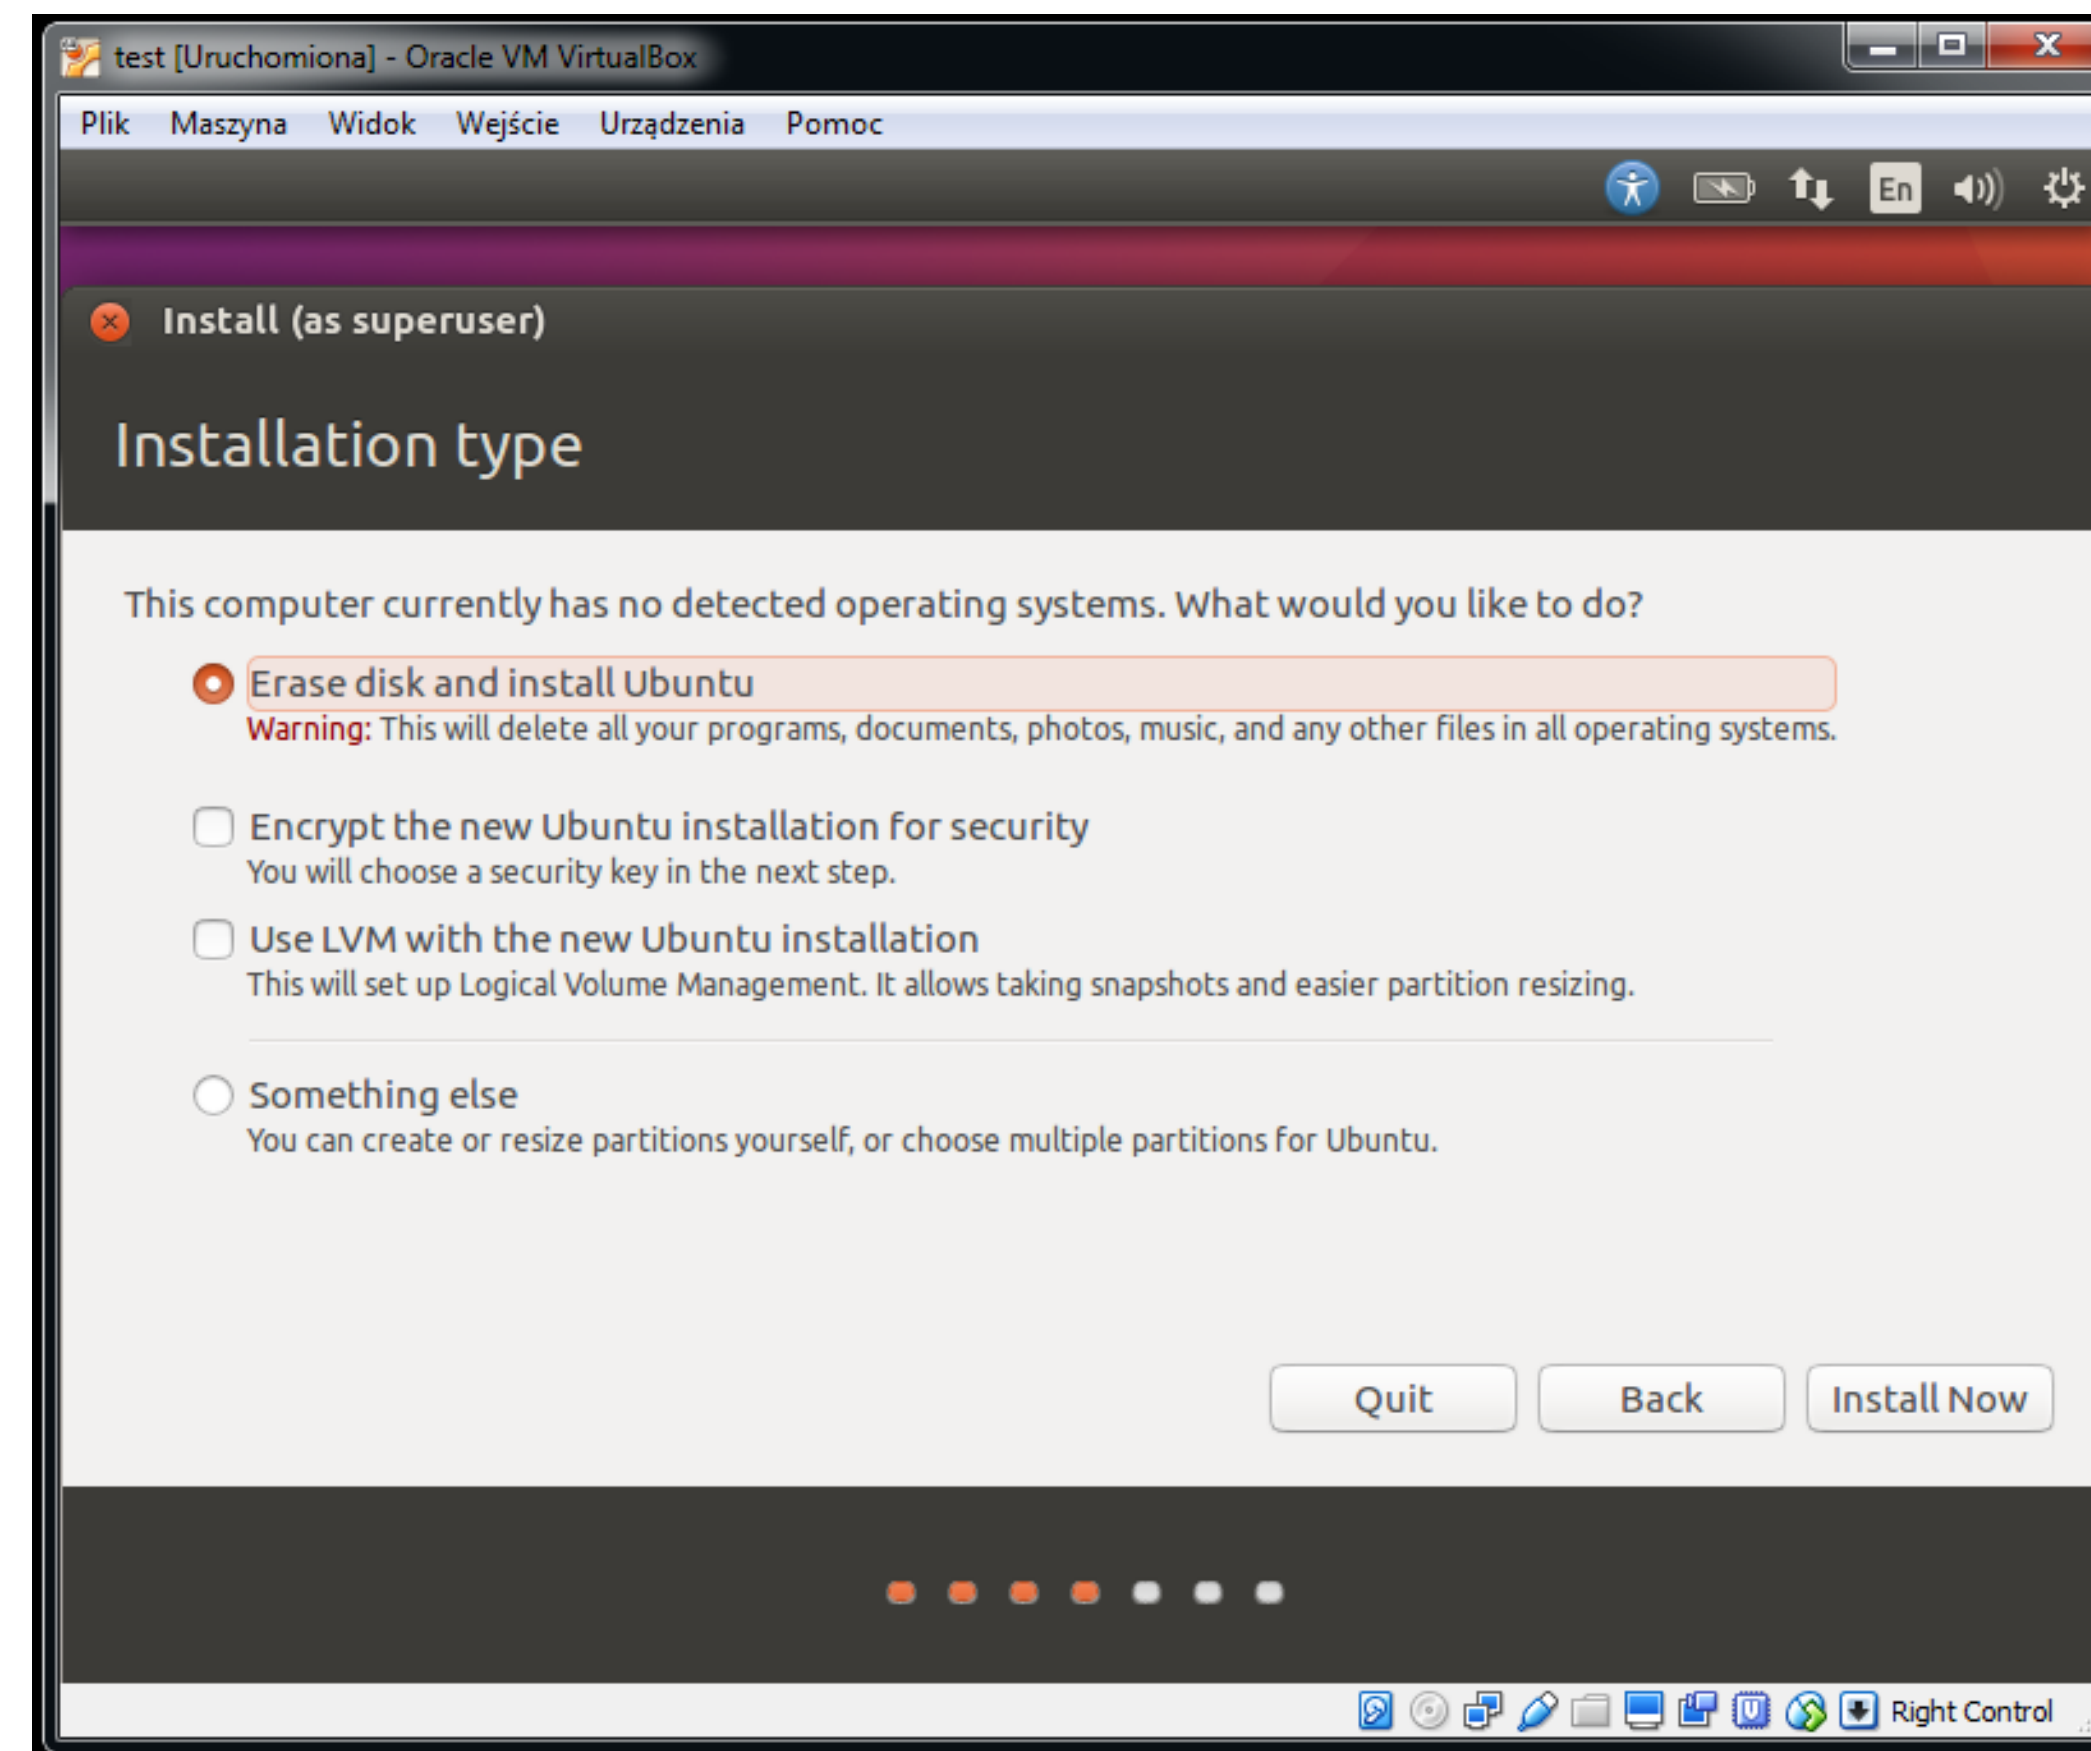 test [Uruchomiona] - Oracle VM VirtualBox
Plik Maszyna Widok Wejście Urządzenia Pomoc
En
Install (as superuser)
Installation type
This computer currently has no detected operating systems. What would you like to do?
Erase disk and install Ubuntu
Warning: This will delete all your programs, documents, photos, music, and any other files in all operating systems.
Encrypt the new Ubuntu installation for security
You will choose a security key in the next step.
Use LVM with the new Ubuntu installation
This will set up Logical Volume Management. It allows taking snapshots and easier partition resizing.
Something else
You can create or resize partitions yourself, or choose multiple partitions for Ubuntu.
Quit Back Install Now
Right Control